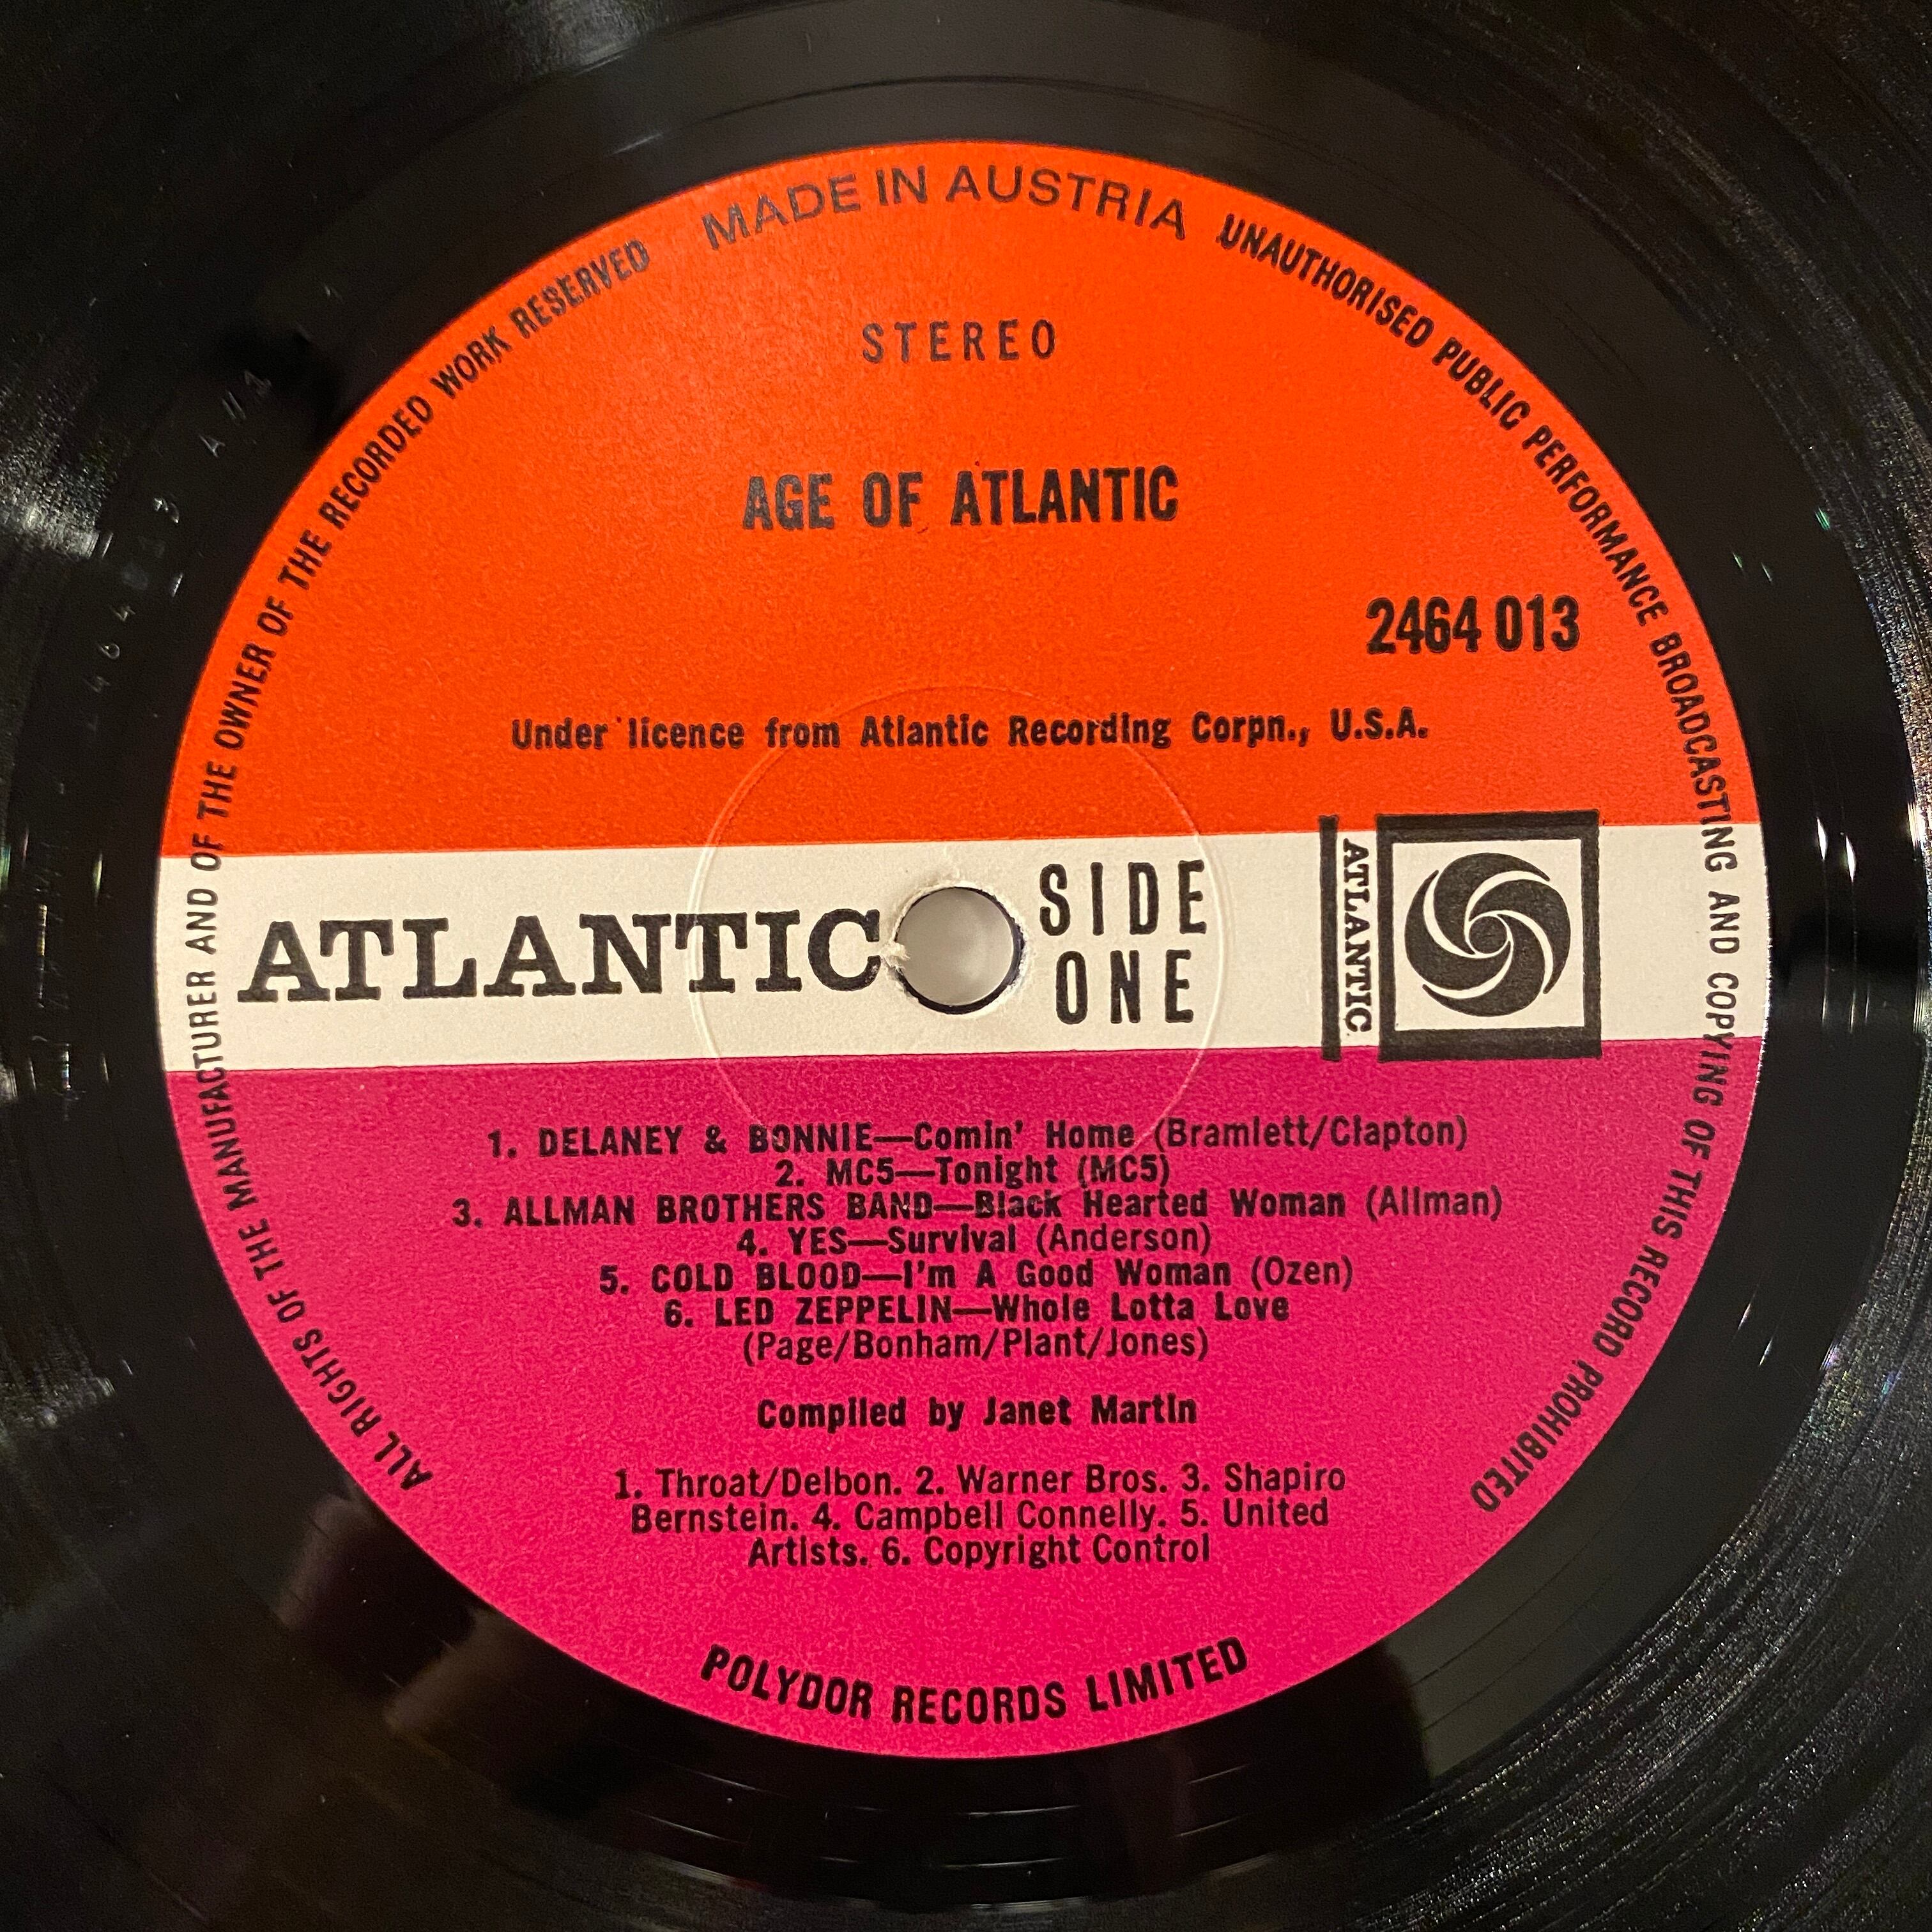 MADE IN AUSTRIA
UNAUTHORISED PUBLIC PERFORMANCE BROADCASTING AND COPYING OF THIS RECORD PROHIBITED
ALL RIGHTS OF THE MANUFACTURER AND OF THE OWNER OF THE RECORDED WORK RESERVED
STEREO
AGE OF ATLANTIC
2464 013
Under licence from Atlantic Recording Corpn., U.S.A.
ATLANTIC
SIDE
ONE
ATLANTIC
1. DELANEY & BONNIE—Comin' Home (Bramlett/Clapton)
2. MC5—Tonight (MC5)
3. ALLMAN BROTHERS BAND—Black Hearted Woman (Allman)
4. YES—Survival (Anderson)
5. COLD BLOOD—I'm A Good Woman (Ozen)
6. LED ZEPPELIN—Whole Lotta Love
(Page/Bonham/Plant/Jones)
Compiled by Janet Martin
1. Throat/Delbon. 2. Warner Bros. 3. Shapiro
Bernstein. 4. Campbell Connelly. 5. United
Artists. 6. Copyright Control
POLYDOR RECORDS LIMITED